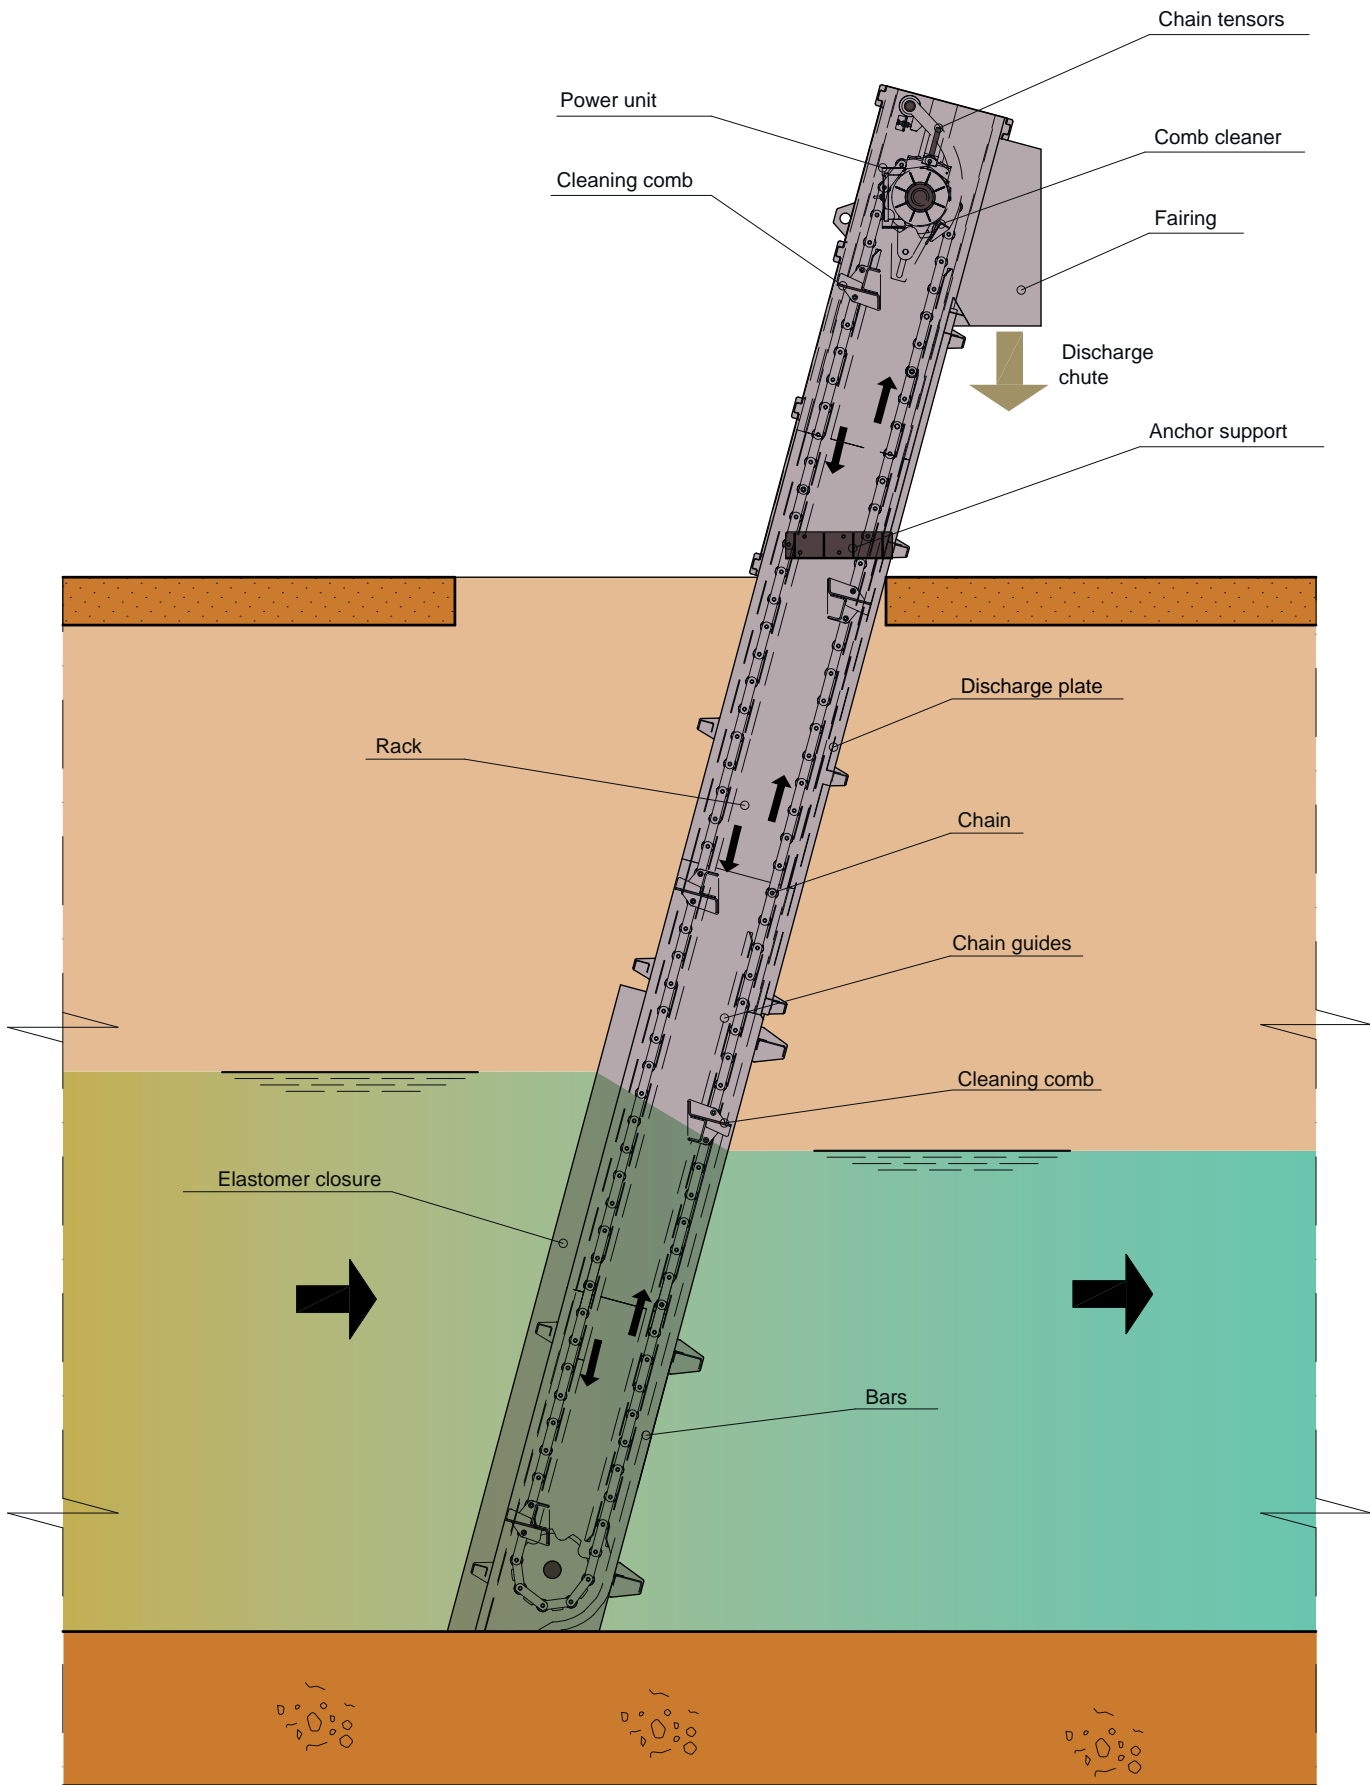 Chain tensors
Power unit
Comb cleaner
Cleaning comb
Fairing
Discharge
chute
Anchor support
Discharge plate
Rack
Chain
Chain guides
Cleaning comb
Elastomer closure
Bars